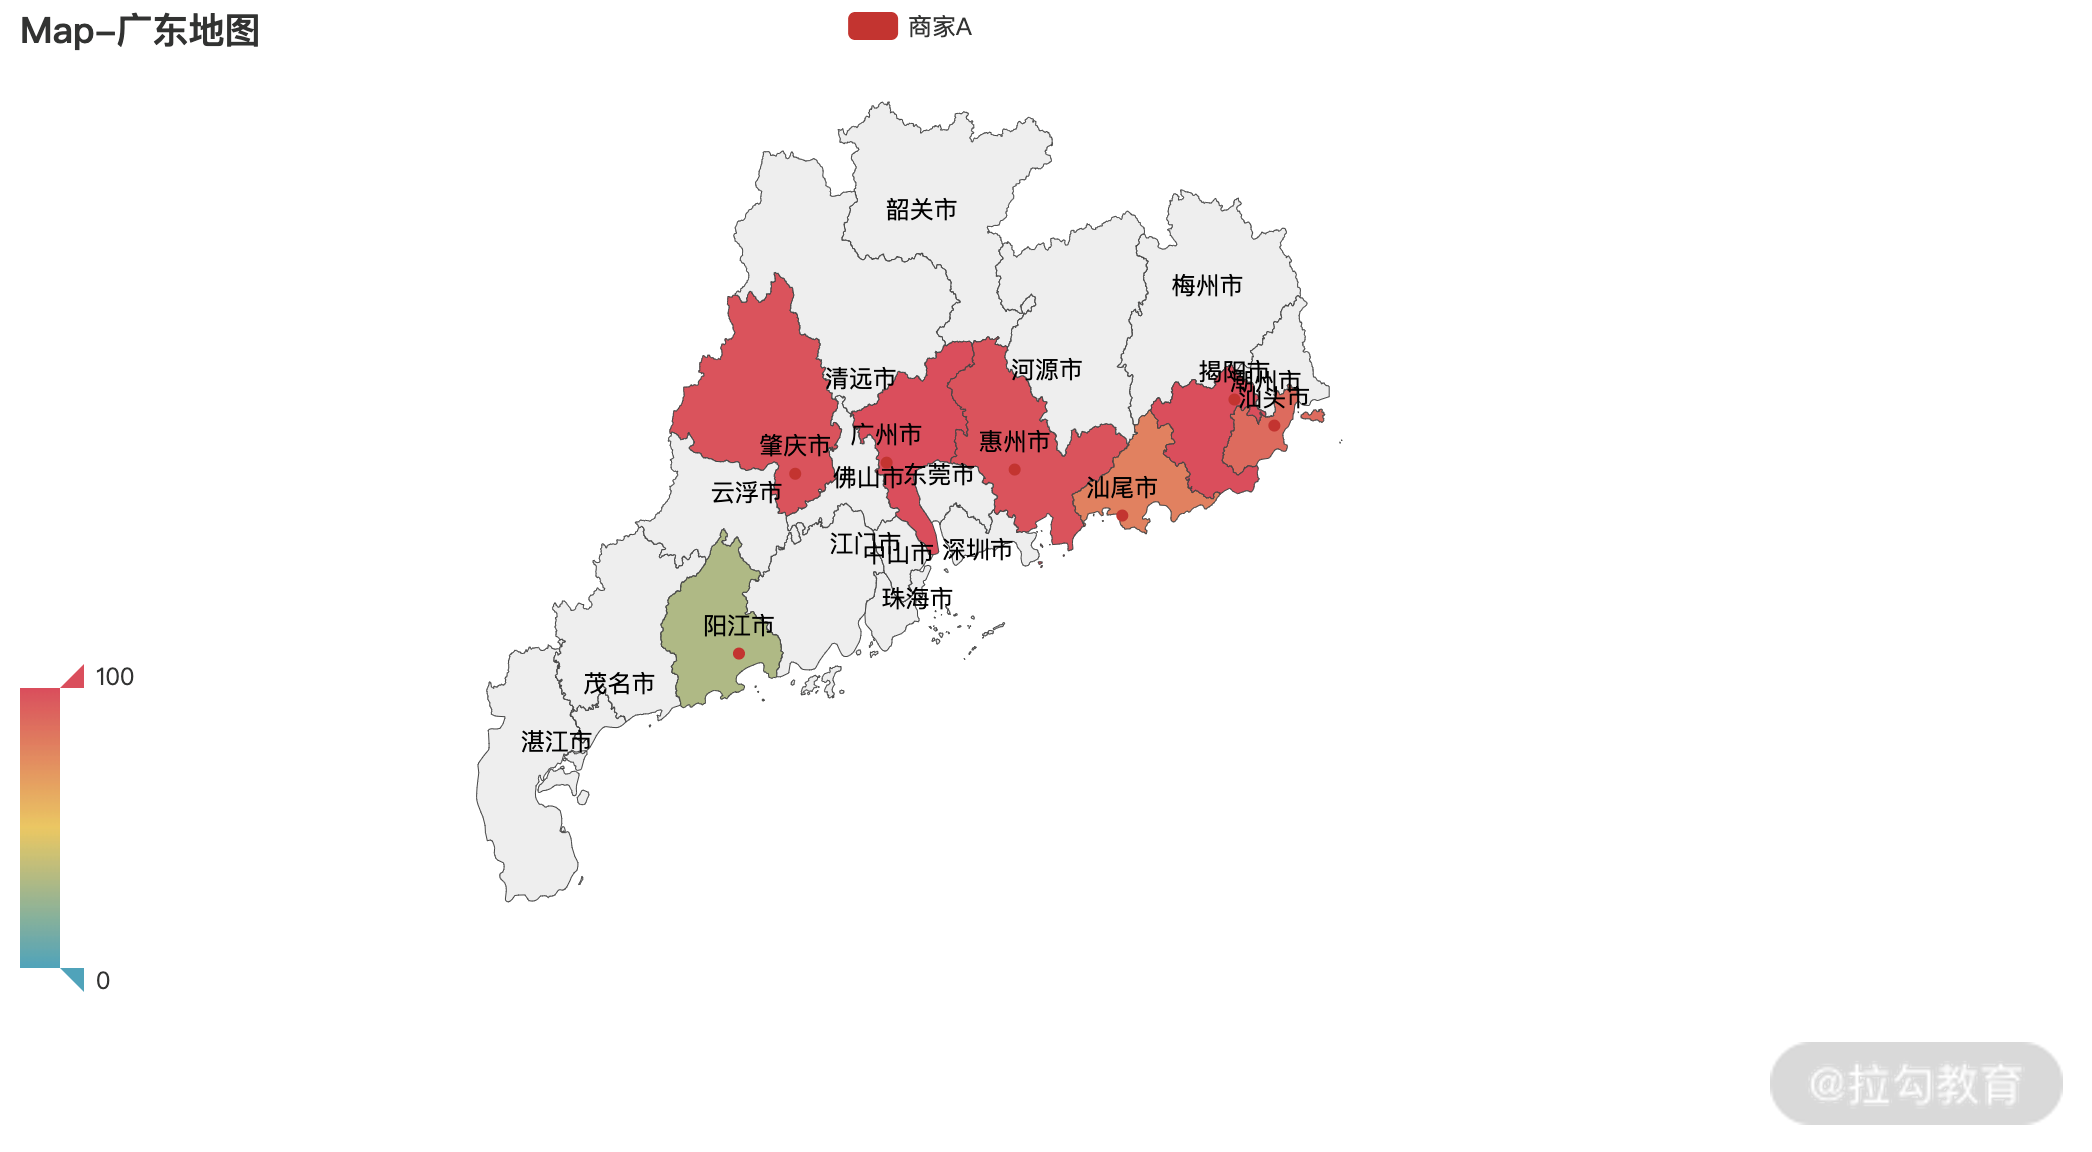 Map-广东地图
商家A
韶关市
梅州市
河源市
清远市
揭阳市
潮州市
汕头市
广州市
惠州市
肇庆市
佛山市
东莞市
云浮市
汕尾市
江门市
中山市
深圳市
珠海市
阳江市
茂名市
湛江市
100
0
@拉勾教育